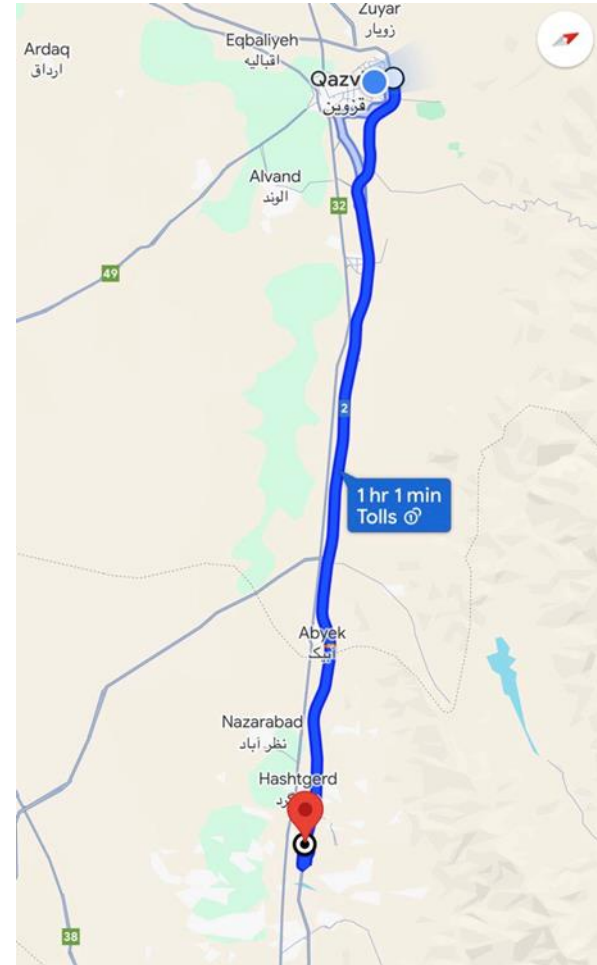 Zuyar
زویار
Ardaq
ارداق
Eqbaliyeh
اقبالیه
Qazv
قزوین
Alvand
الوند
32
49
2
1 hr 1 min
Tolls
Abyek
آبیک
Nazarabad
نظر آباد
Hashtgerd
38